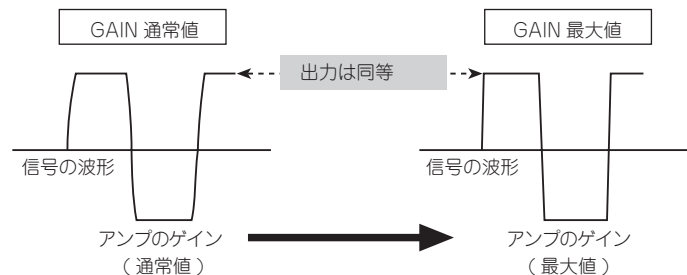 GAIN 通常値
GAIN 最大値
出力は同等
信号の波形
信号の波形
アンプのゲイン
( 通常値 )
アンプのゲイン
( 最大値 )